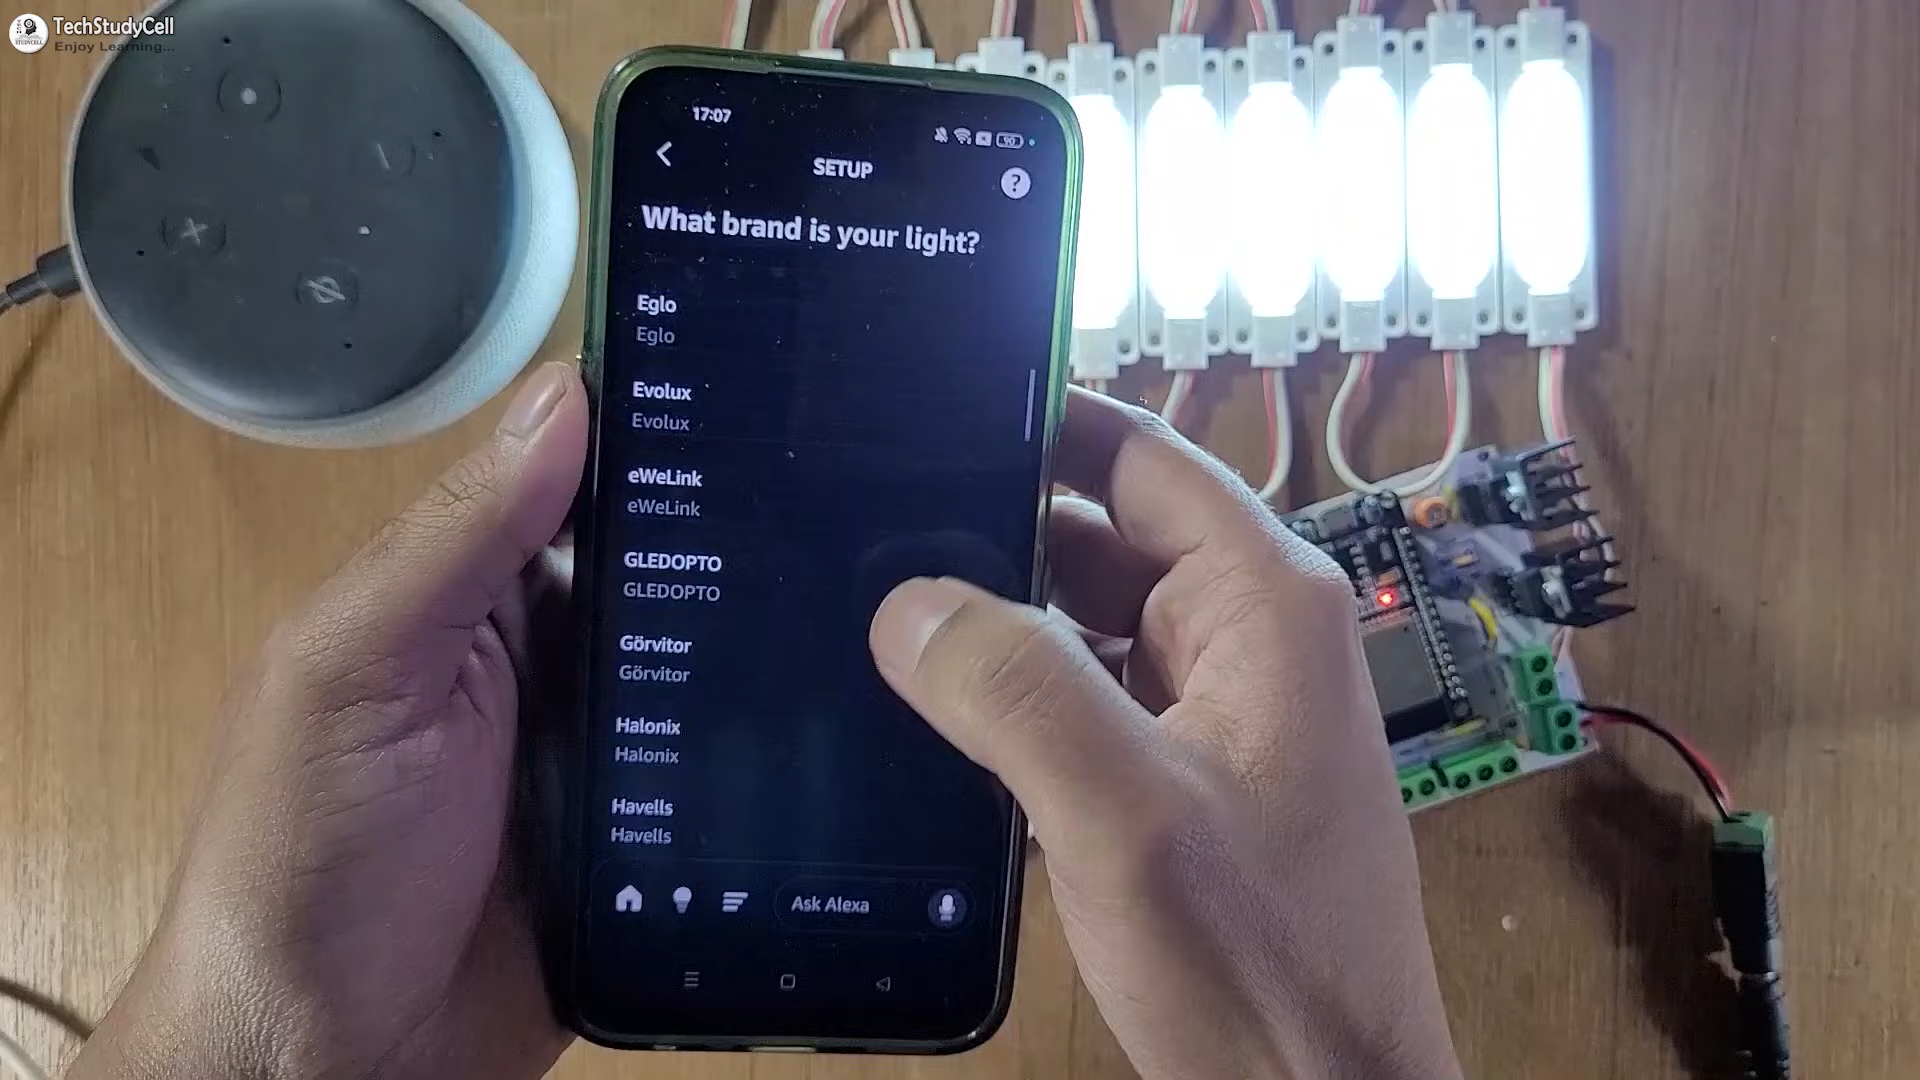 TechStudyCell
Enjoy Learning...
17:07
90
SETUP
?
What brand is your light?
Eglo
Eglo
Evolux
Evolux
eWeLink
eWeLink
GLEDOPTO
GLEDOPTO
Görvitor
Görvitor
Halonix
Halonix
Havells
Havells
Ask Alexa